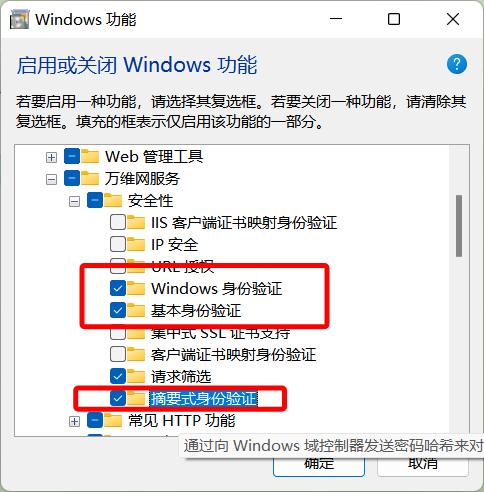 Windows 功能
启用或关闭 Windows 功能
若要启用一种功能，请选择其复选框。若要关闭一种功能，请清除其
复选框。填充的框表示仅启用该功能的一部分。
Web 管理工具
万维网服务
安全性
IIS 客户端证书映射身份验证
IP 安全
URL 授权
Windows 身份验证
基本身份验证
集中式 SSL 证书支持
客户端证书映射身份验证
请求筛选
摘要式身份验证
常见 HTTP 功能
通过向 Windows 域控制器发送密码哈希来对
确定
取消